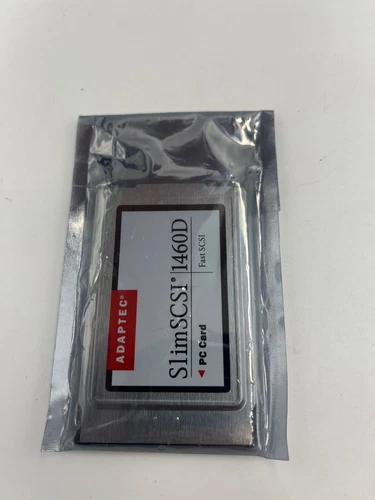 ADAPTEC®
SlimSCSI® 1460D
Fast SCSI
◄ PC Card